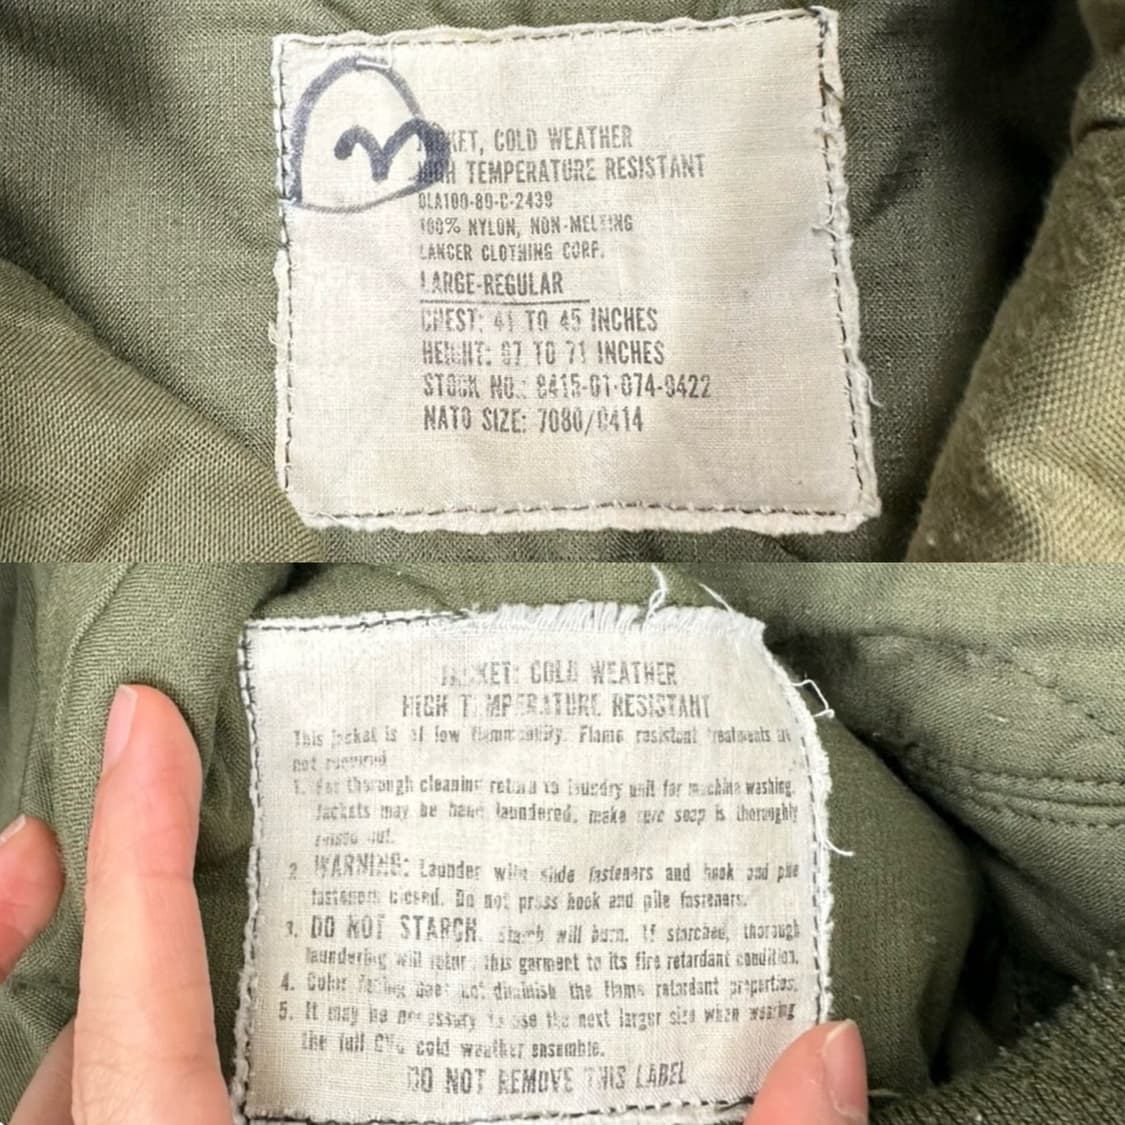 3
JACKET, COLD WEATHER
HIGH TEMPERATURE RESISTANT
DLA100-80-C-2439
100% NYLON, NON-MELTING
LANCER CLOTHING CORP.
LARGE-REGULAR
CHEST: 41 TO 45 INCHES
HEIGHT: 67 TO 71 INCHES
STOCK NO.: 8415-01-074-9422
NATO SIZE: 7080/0414
JACKET: COLD WEATHER
HIGH TEMPERATURE RESISTANT
This jacket is of low flammability. Flame resistant treatments are
not required
1. For thorough cleaning return to laundry unit for machine washing.
Jackets may be hand laundered, make sure soap is thoroughly
rinsed out.
2 WARNING: Launder with slide fasteners and hook and pile
fasteners closed. Do not press hook and pile fasteners.
3. DO NOT STARCH. Starch will burn. If starched, thorough
laundering will return this garment to its fire retardant condition.
4. Color fading does not diminish the flame retardant properties.
5. It may be necessary to use the next larger size when wearing
the full CVC cold weather ensemble.
DO NOT REMOVE THIS LABEL